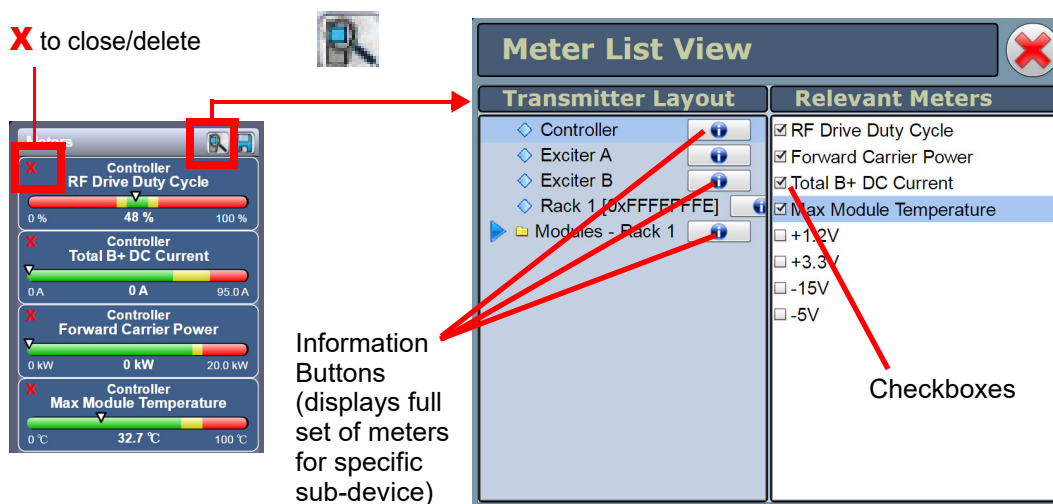 X to close/delete
Meters
X
Controller
RF Drive Duty Cycle
0 % 48 % 100 %
X
Controller
Total B+ DC Current
0 A 0 A 95.0 A
X
Controller
Forward Carrier Power
0 kW 0 kW 20.0 kW
X
Controller
Max Module Temperature
0 °C 32.7 °C 100 °C
Information
Buttons
(displays full
set of meters
for specific
sub-device)
Meter List View
Transmitter Layout
Controller
Exciter A
Exciter B
Rack 1 [0xFFFFFFFE]
Modules - Rack 1
Relevant Meters
RF Drive Duty Cycle
Forward Carrier Power
Total B+ DC Current
Max Module Temperature
+1.2V
+3.3V
-15V
-5V
Checkboxes